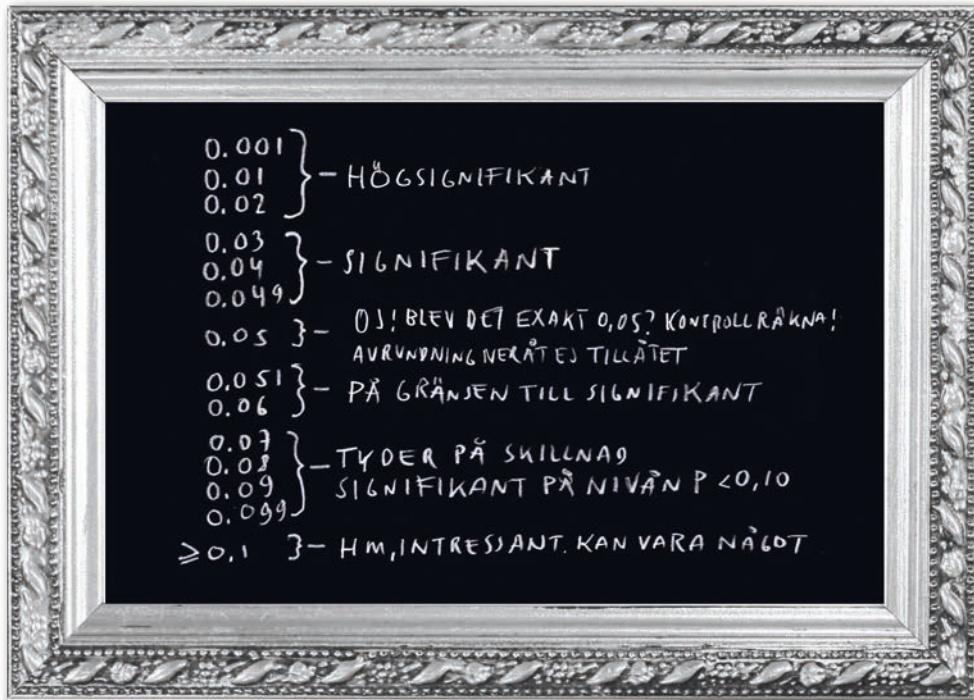 0.001
0.01 } – HÖGSIGNIFIKANT
0.02
0.03
0.04 } – SIGNIFIKANT
0.049
0.05 } – OJ! BLEV DET EXAKT 0,05? KONTROLLRÄKNA!
AVRUNDNING NERÅT EJ TILLÅTET
0,051 } – PÅ GRÄNSEN TILL SIGNIFIKANT
0.06
0.07
0.08 } – TYDER PÅ SKILLNAD
0.09 SIGNIFIKANT PÅ NIVÅN P <0,10
0.099
≥0,1 } – HM, INTRESSANT. KAN VARA NÅGOT